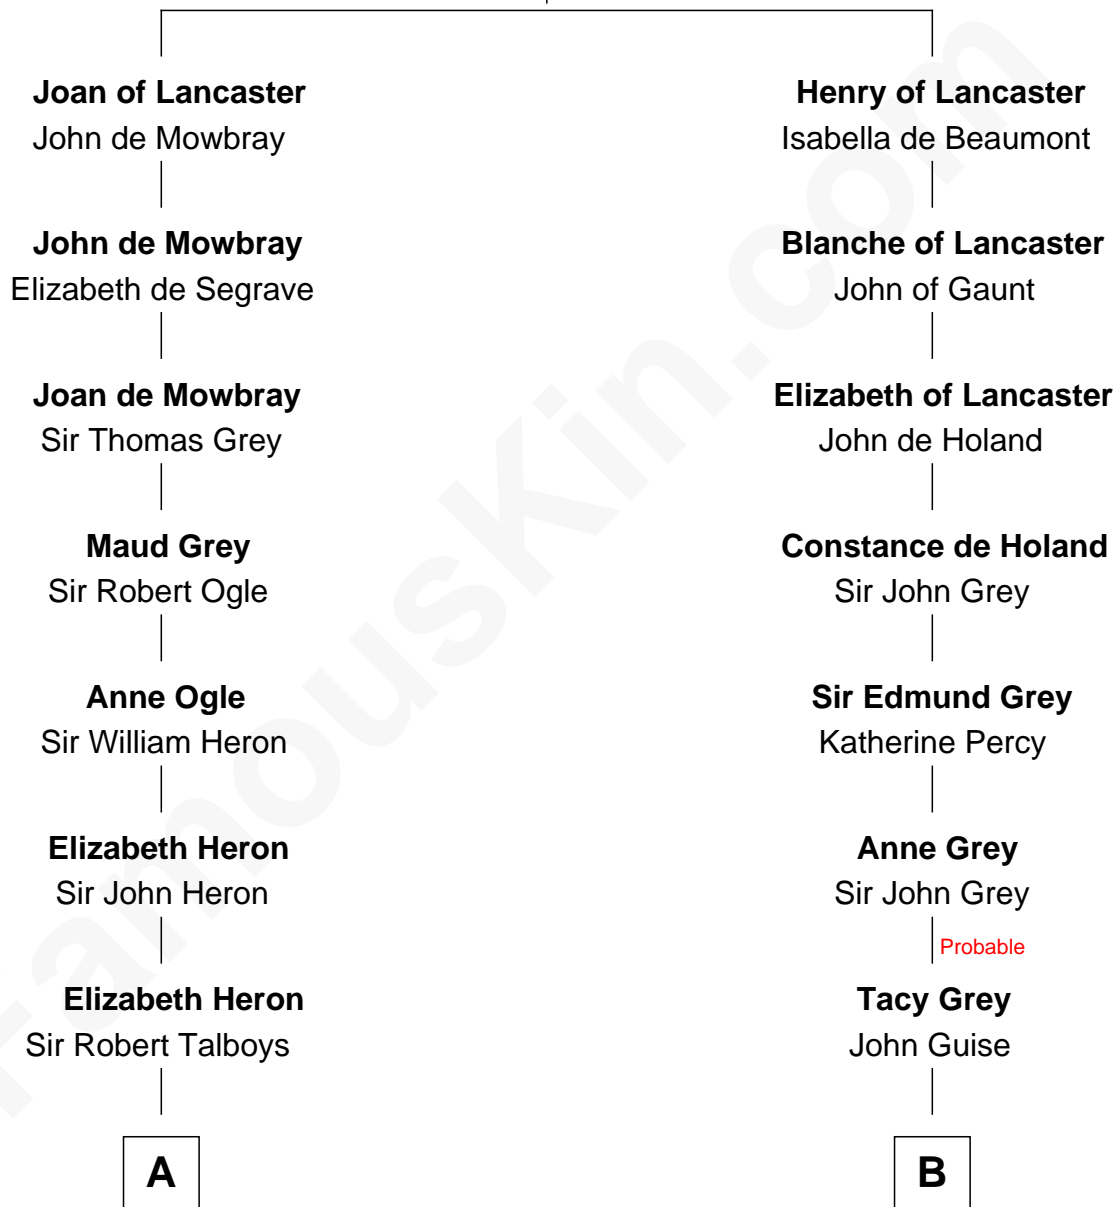 Joan of Lancaster
John de Mowbray
John de Mowbray
Elizabeth de Segrave
Joan de Mowbray
Sir Thomas Grey
Maud Grey
Sir Robert Ogle
Anne Ogle
Sir William Heron
Elizabeth Heron
Sir John Heron
Elizabeth Heron
Sir Robert Talboys
A
Henry of Lancaster
Isabella de Beaumont
Blanche of Lancaster
John of Gaunt
Elizabeth of Lancaster
John de Holand
Constance de Holand
Sir John Grey
Sir Edmund Grey
Katherine Percy
Anne Grey
Sir John Grey
Probable
Tacy Grey
John Guise
B
FamousKin.com